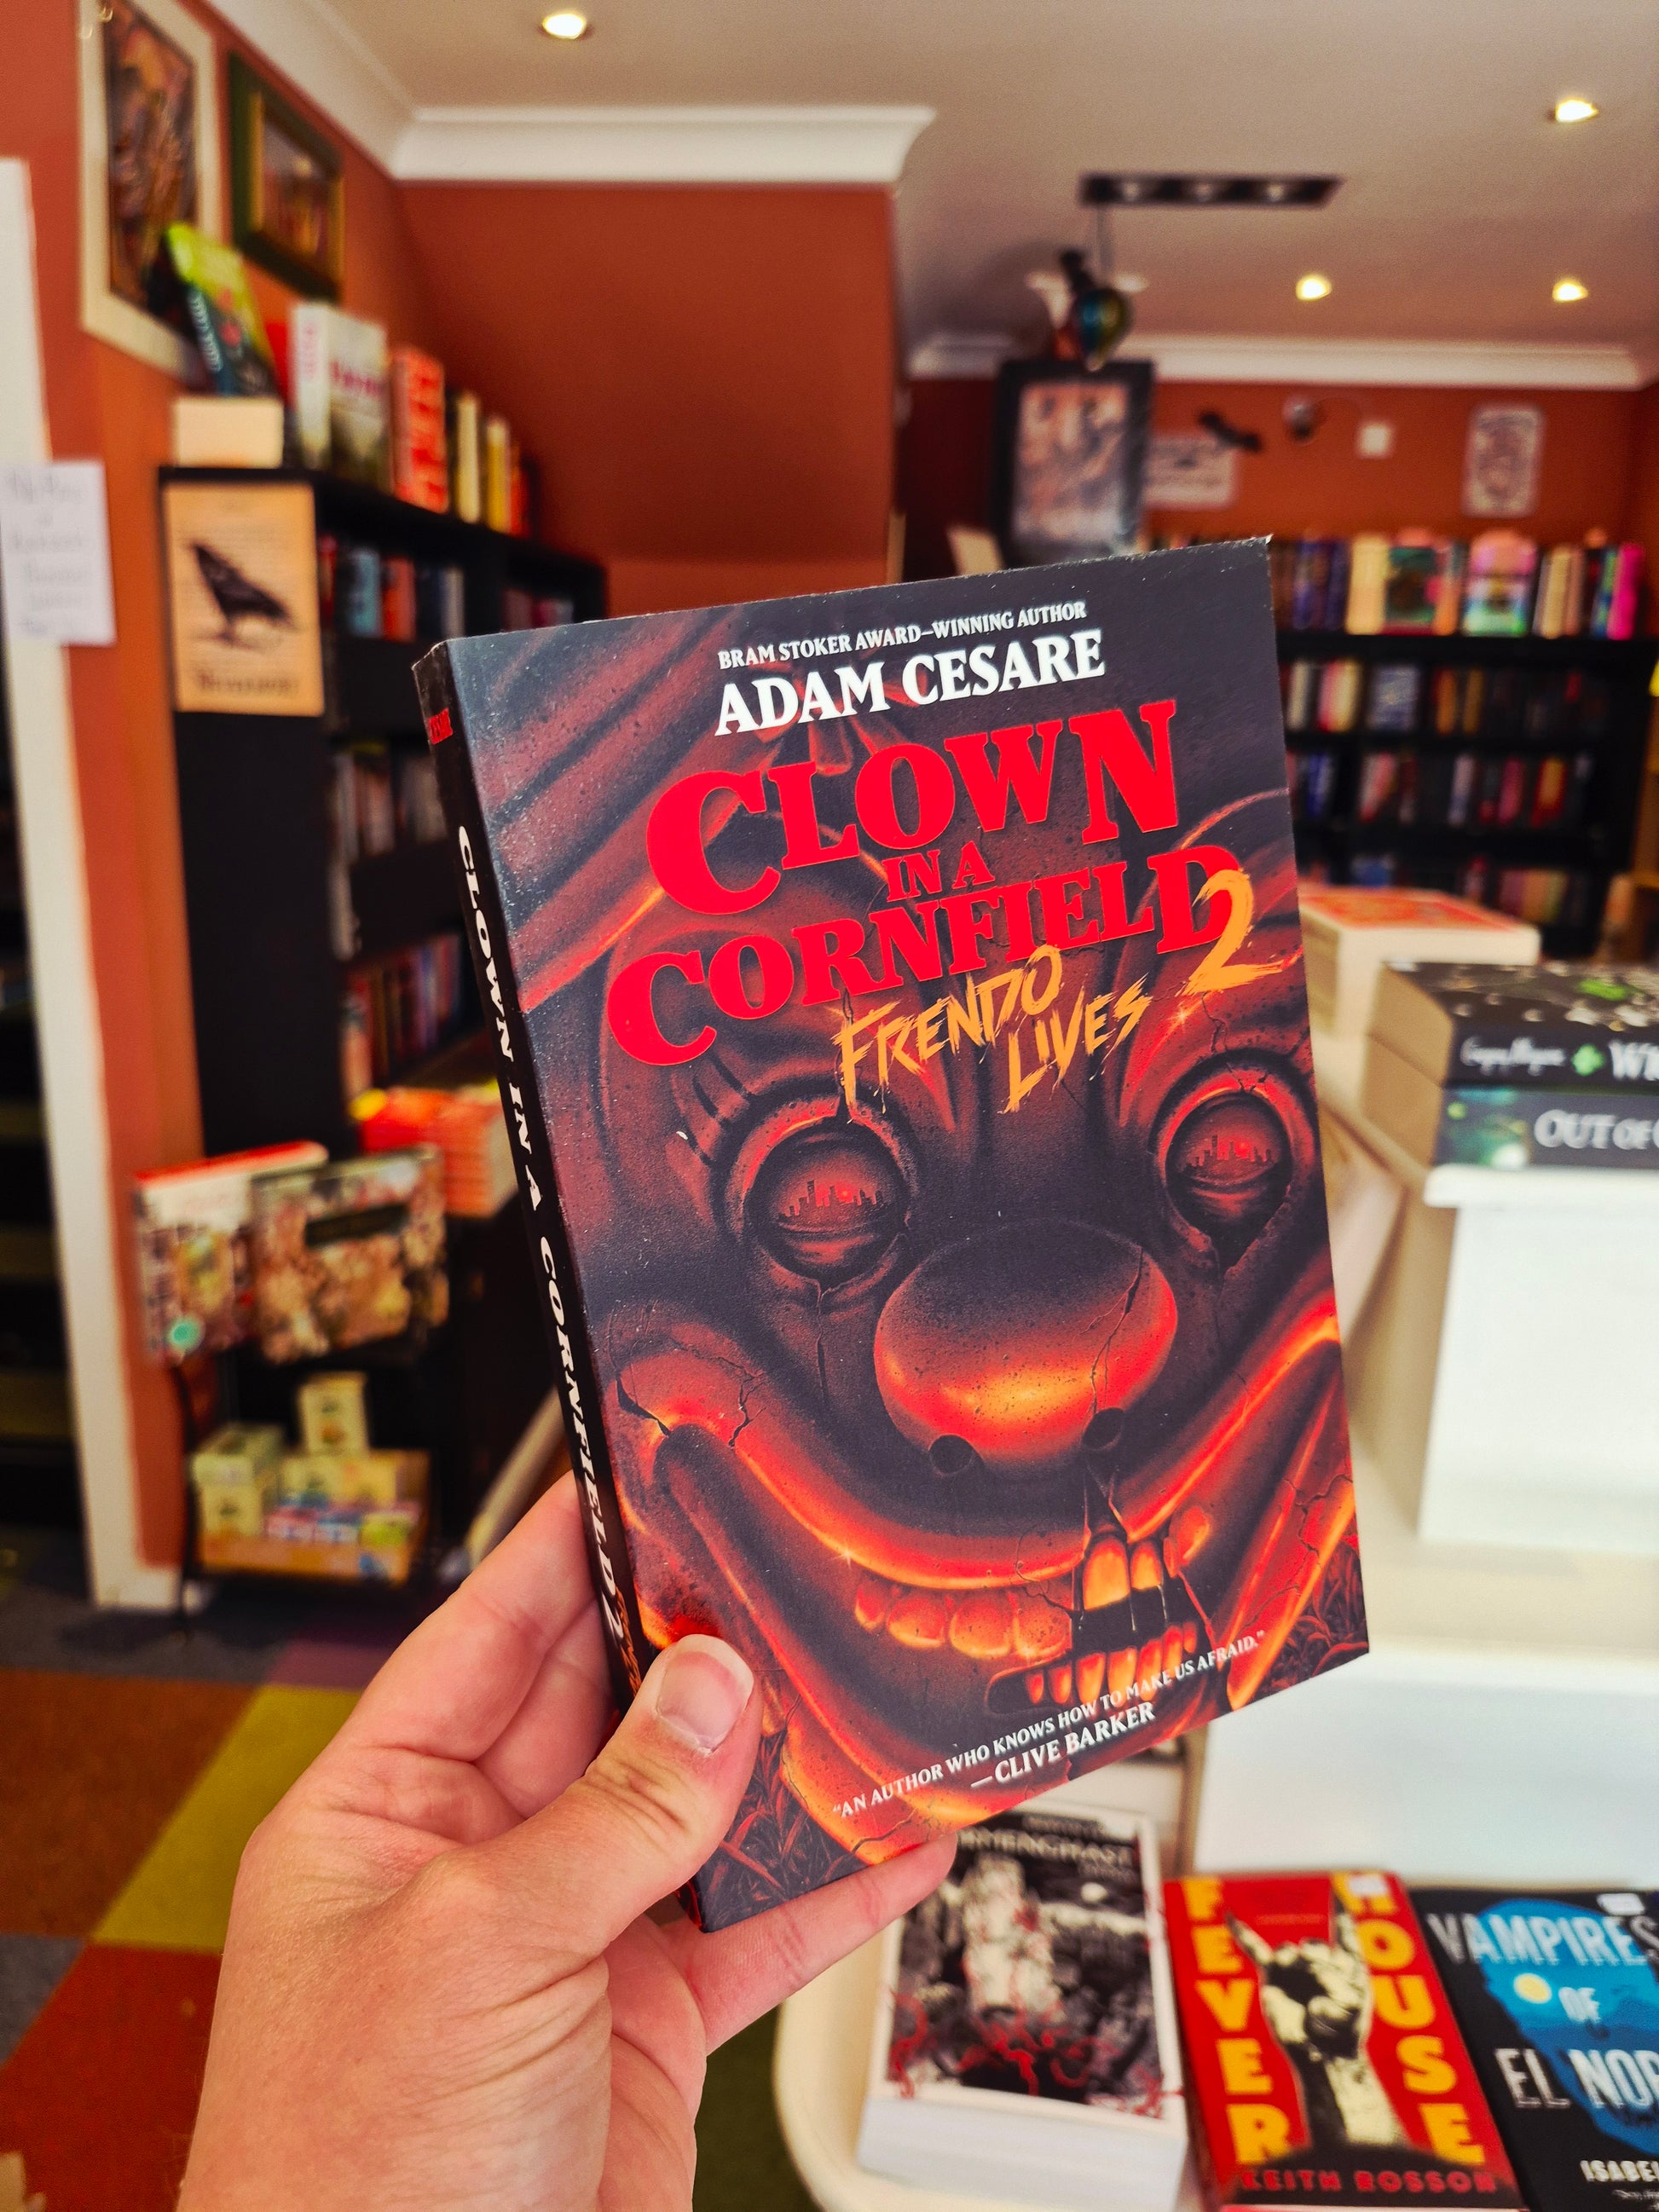 BRAM STOKER AWARD–WINNING AUTHOR
ADAM CESARE
CLOWN
IN A
CORNFIELD 2
FRENDO
LIVES
"AN AUTHOR WHO KNOWS HOW TO MAKE US AFRAID."
—CLIVE BARKER
CESARE
CLOWN IN A CORNFIELD 2
OUT OF
FEVER
HOUSE
KEITH ROSSON
VAMPIRES
OF
EL NOR
ISABEL